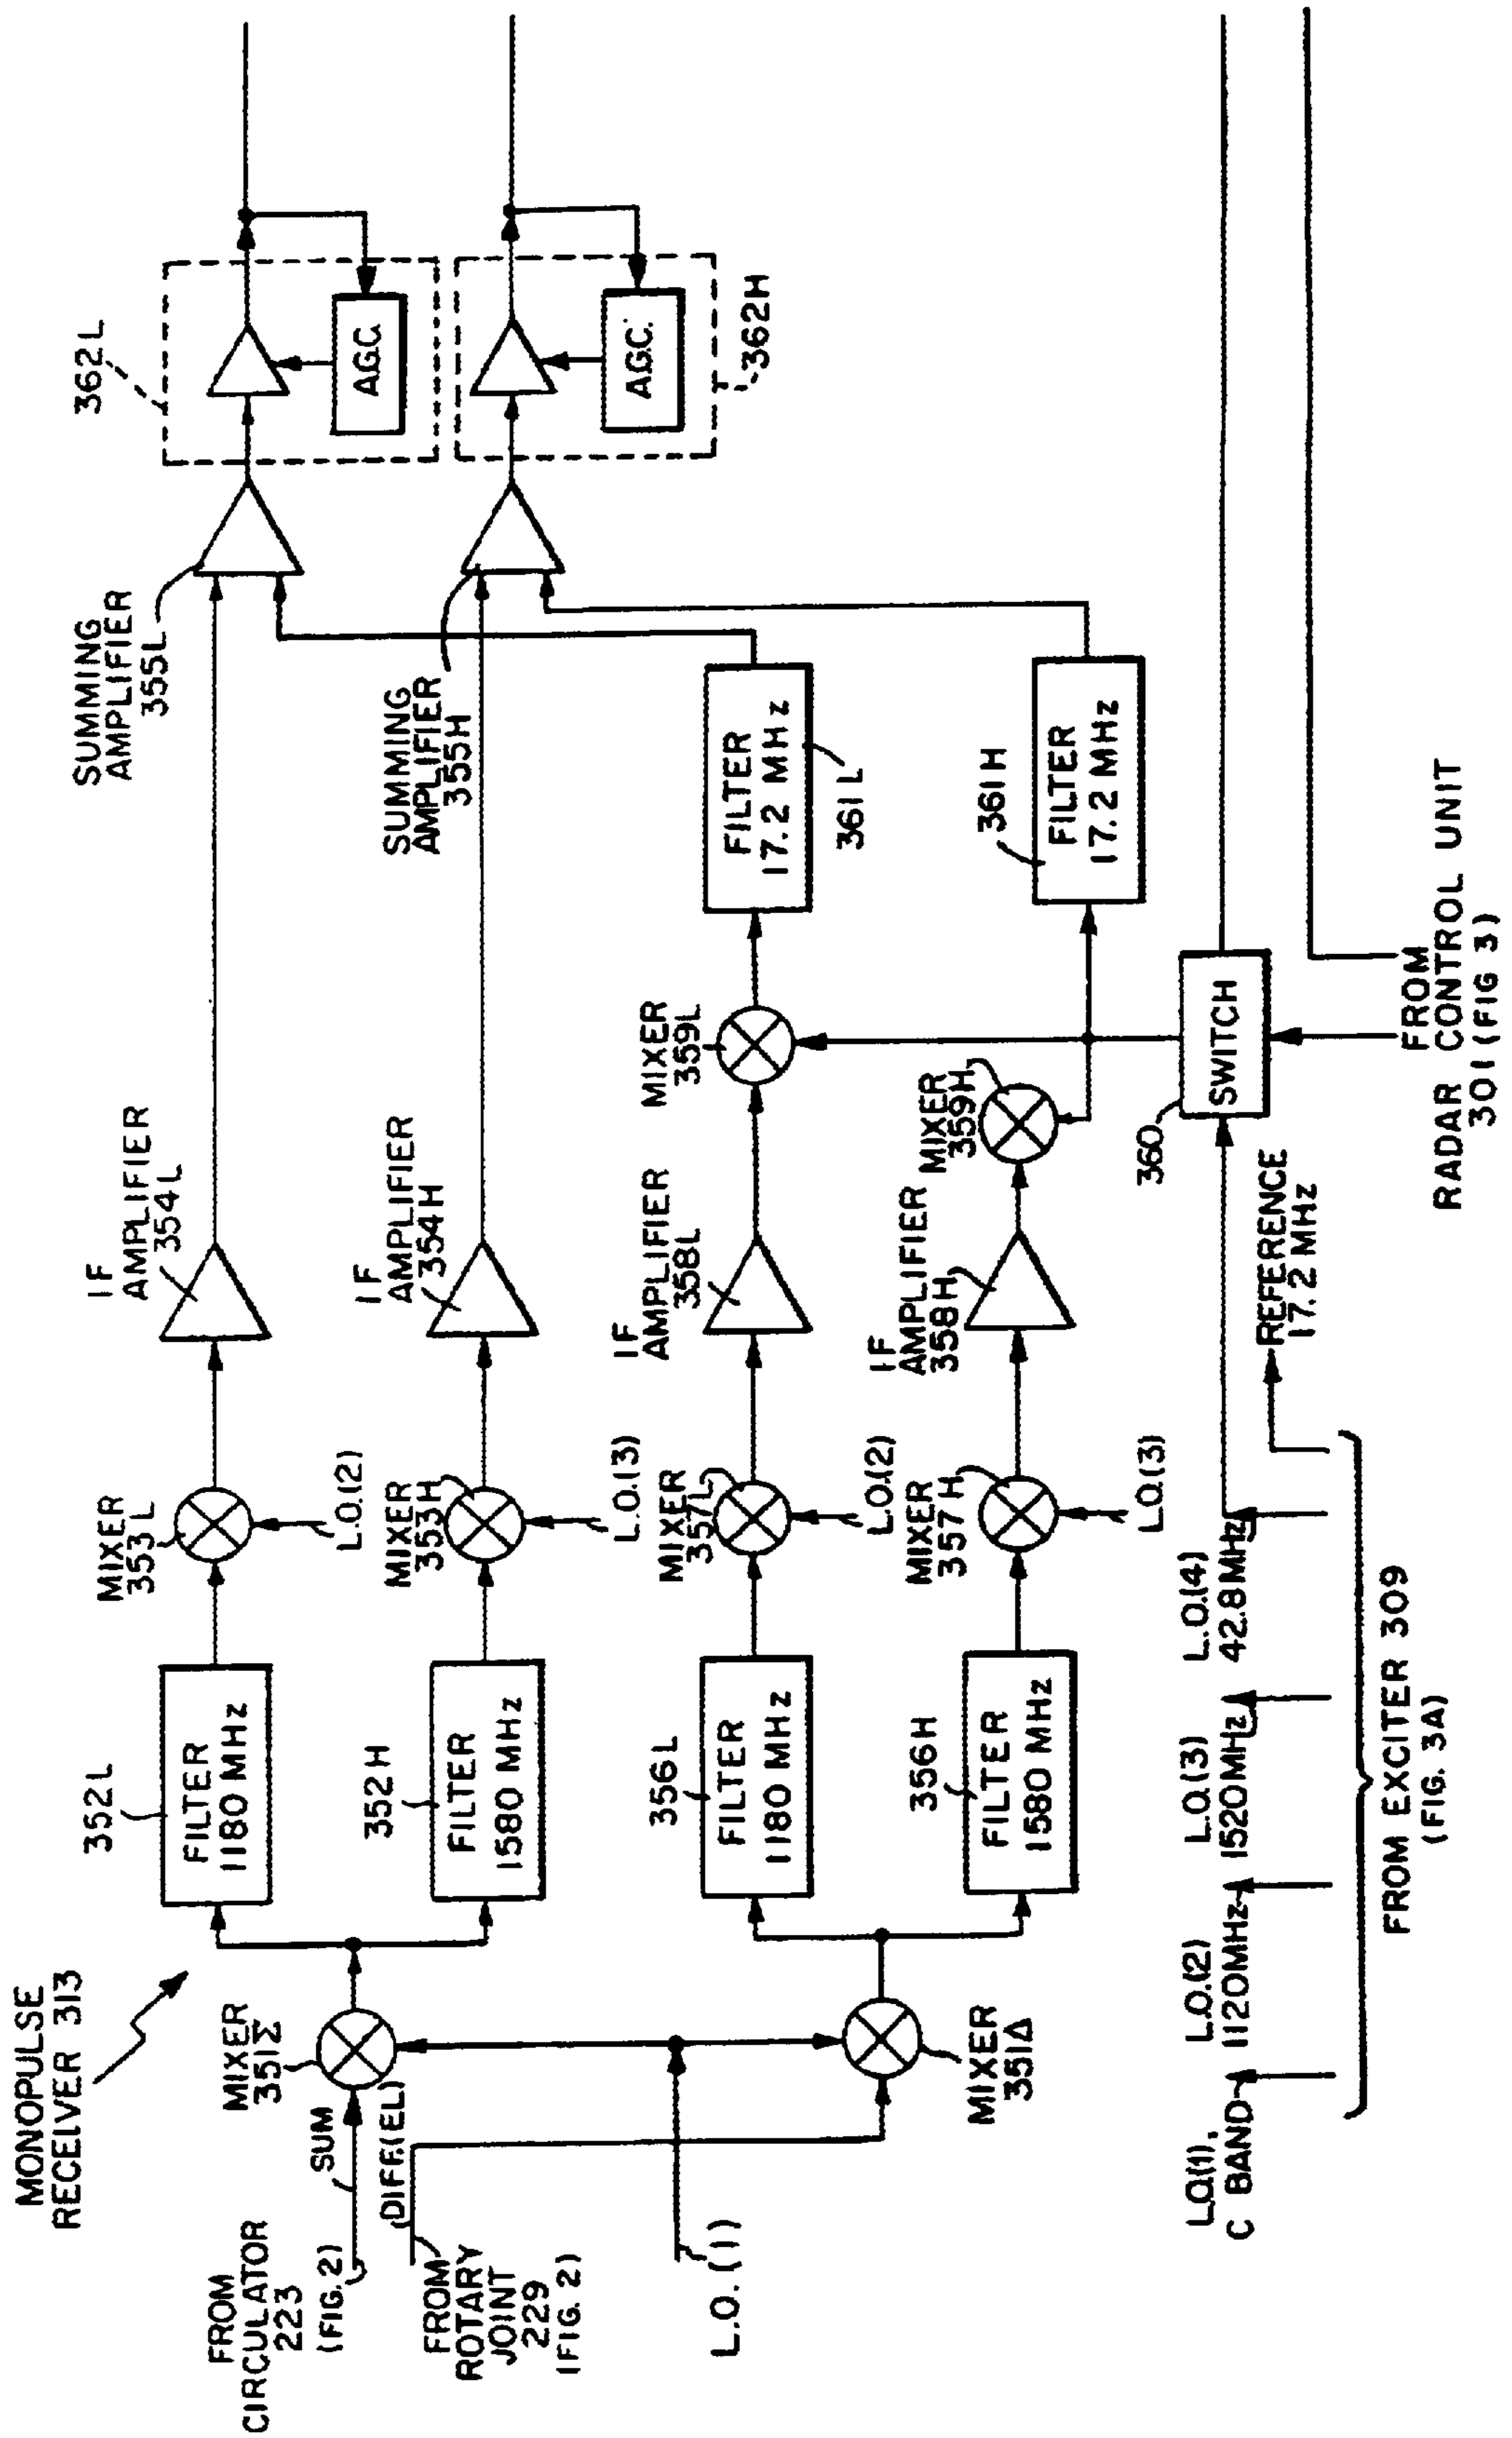 MONOPULSE
RECEIVER 313
FROM
CIRCULATOR
223
(FIG. 2)
SUM
(DIFF.(EL)
FROM
ROTARY
JOINT
229
(FIG. 2)
L.O. (1)
MIXER
351Σ
MIXER
351Δ
352L
FILTER
1180 MHz
MIXER
353L
L.O.(2)
IF
AMPLIFIER
354L
SUMMING
AMPLIFIER
355L
362L
A.G.C.
352H
FILTER
1580 MHz
MIXER
353H
L.O.(3)
IF
AMPLIFIER
354H
SUMMING
AMPLIFIER
355H
A.G.C.
362H
356L
FILTER
1180 MHz
MIXER
357L
L.O.(2)
IF
AMPLIFIER
358L
MIXER
359L
FILTER
17.2 MHz
361L
356H
FILTER
1580 MHz
MIXER
357H
L.O.(3)
IF
AMPLIFIER
358H
MIXER
359H
361H
FILTER
17.2 MHz
L.O.(1),
C BAND
L.O.(2)
1120MHz
L.O.(3)
1520MHz
L.O.(4)
42.8MHz
REFERENCE
17.2 MHz
360
SWITCH
FROM EXCITER 309
(FIG. 3A)
FROM
RADAR CONTROL UNIT
301 (FIG 3)